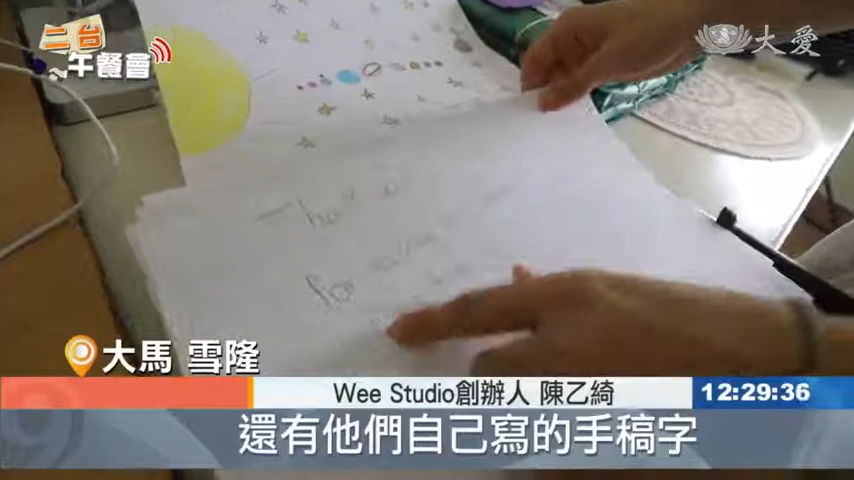 二台
午餐會
大愛
for
大馬 雪隆
Wee Studio創辦人 陳乙綺
12:29:36
還有他們自己寫的手稿字